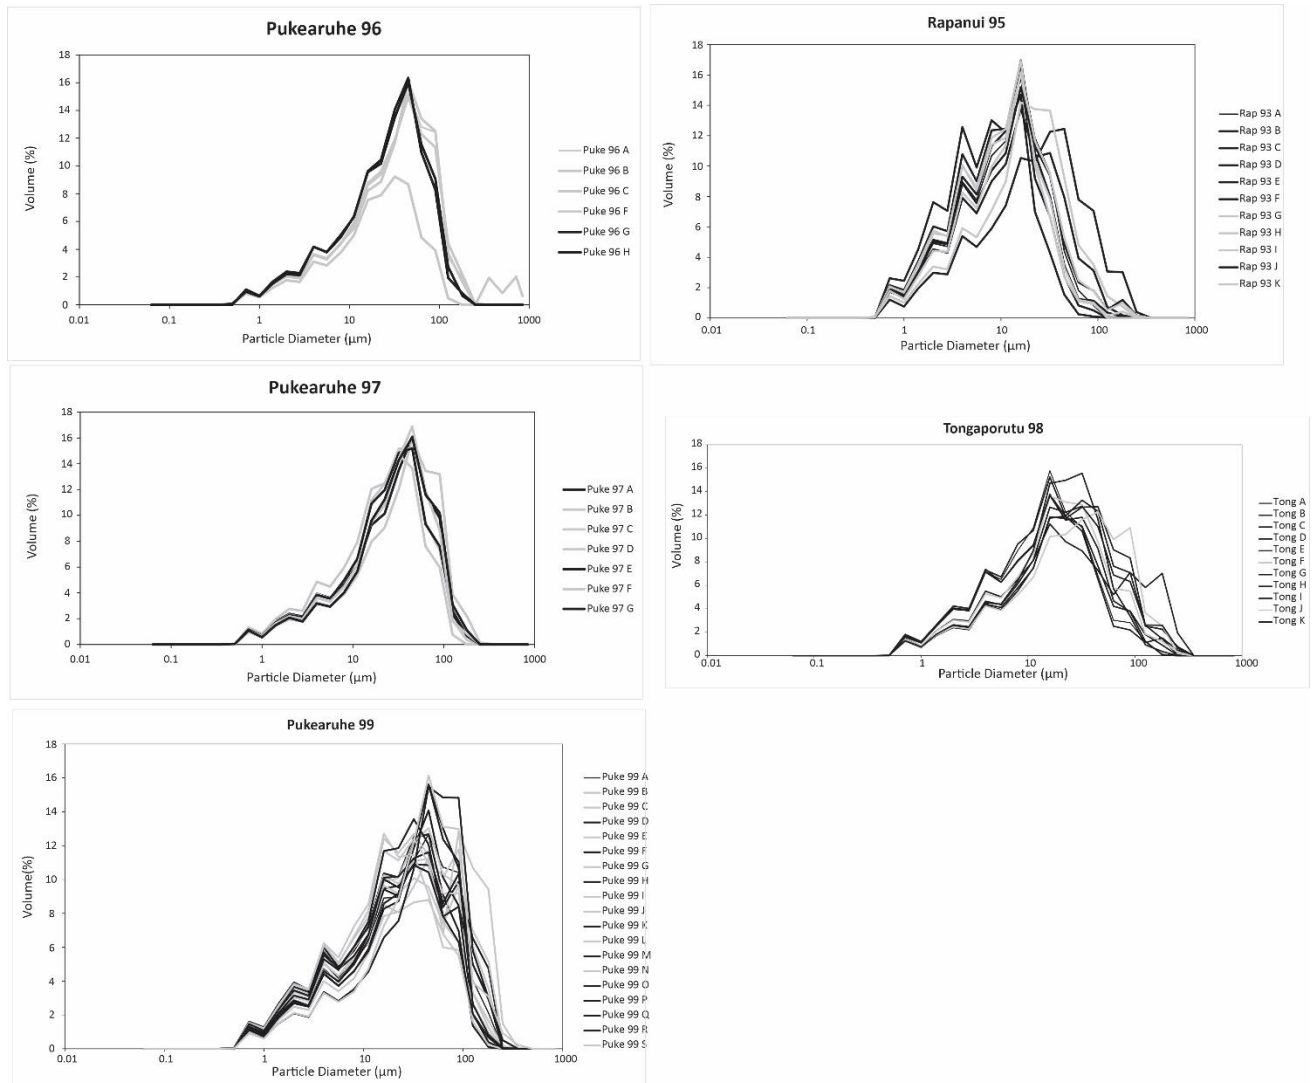 Pukearuhe 96
18
16
14
12
10
8
6
4
2
0
Volume (%)
0.01 0.1 1 10 100 1000
Particle Diameter (µm)
Puke 96 A
Puke 96 B
Puke 96 C
Puke 96 F
Puke 96 G
Puke 96 H
Rapanui 95
18
16
14
12
10
8
6
4
2
0
Volume (%)
0.01 0.1 1 10 100 1000
Particle Diameter (µm)
Rap 93 A
Rap 93 B
Rap 93 C
Rap 93 D
Rap 93 E
Rap 93 F
Rap 93 G
Rap 93 H
Rap 93 I
Rap 93 J
Rap 93 K
Pukearuhe 97
18
16
14
12
10
8
6
4
2
0
Volume (%)
0.01 0.1 1 10 100 1000
Particle Diameter (µm)
Puke 97 A
Puke 97 B
Puke 97 C
Puke 97 D
Puke 97 E
Puke 97 F
Puke 97 G
Tongaporutu 98
18
16
14
12
10
8
6
4
2
0
Volume (%)
0.01 0.1 1 10 100 1000
Particle Diameter (µm)
Tong A
Tong B
Tong C
Tong D
Tong E
Tong F
Tong G
Tong H
Tong I
Tong J
Tong K
Pukearuhe 99
18
16
14
12
10
8
6
4
2
0
Volume(%)
0.01 0.1 1 10 100 1000
Particle Diameter (µm)
Puke 99 A
Puke 99 B
Puke 99 C
Puke 99 D
Puke 99 E
Puke 99 F
Puke 99 G
Puke 99 H
Puke 99 I
Puke 99 J
Puke 99 K
Puke 99 L
Puke 99 M
Puke 99 N
Puke 99 O
Puke 99 P
Puke 99 Q
Puke 99 R
Puke 99 S